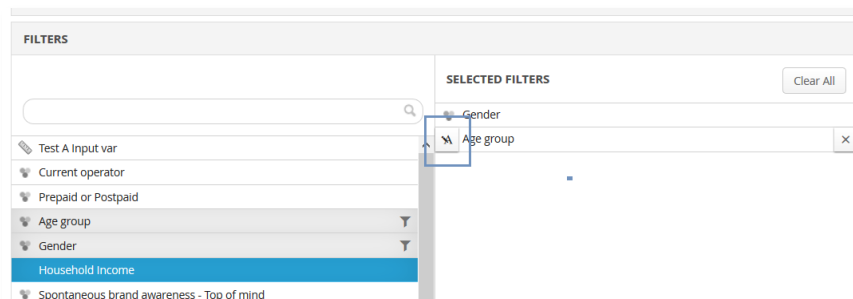 FILTERS
SELECTED FILTERS
Clear All
Gender
A Age group
Test A Input var
Current operator
Prepaid or Postpaid
Age group
Gender
Household Income
Spontaneous brand awareness - Top of mind